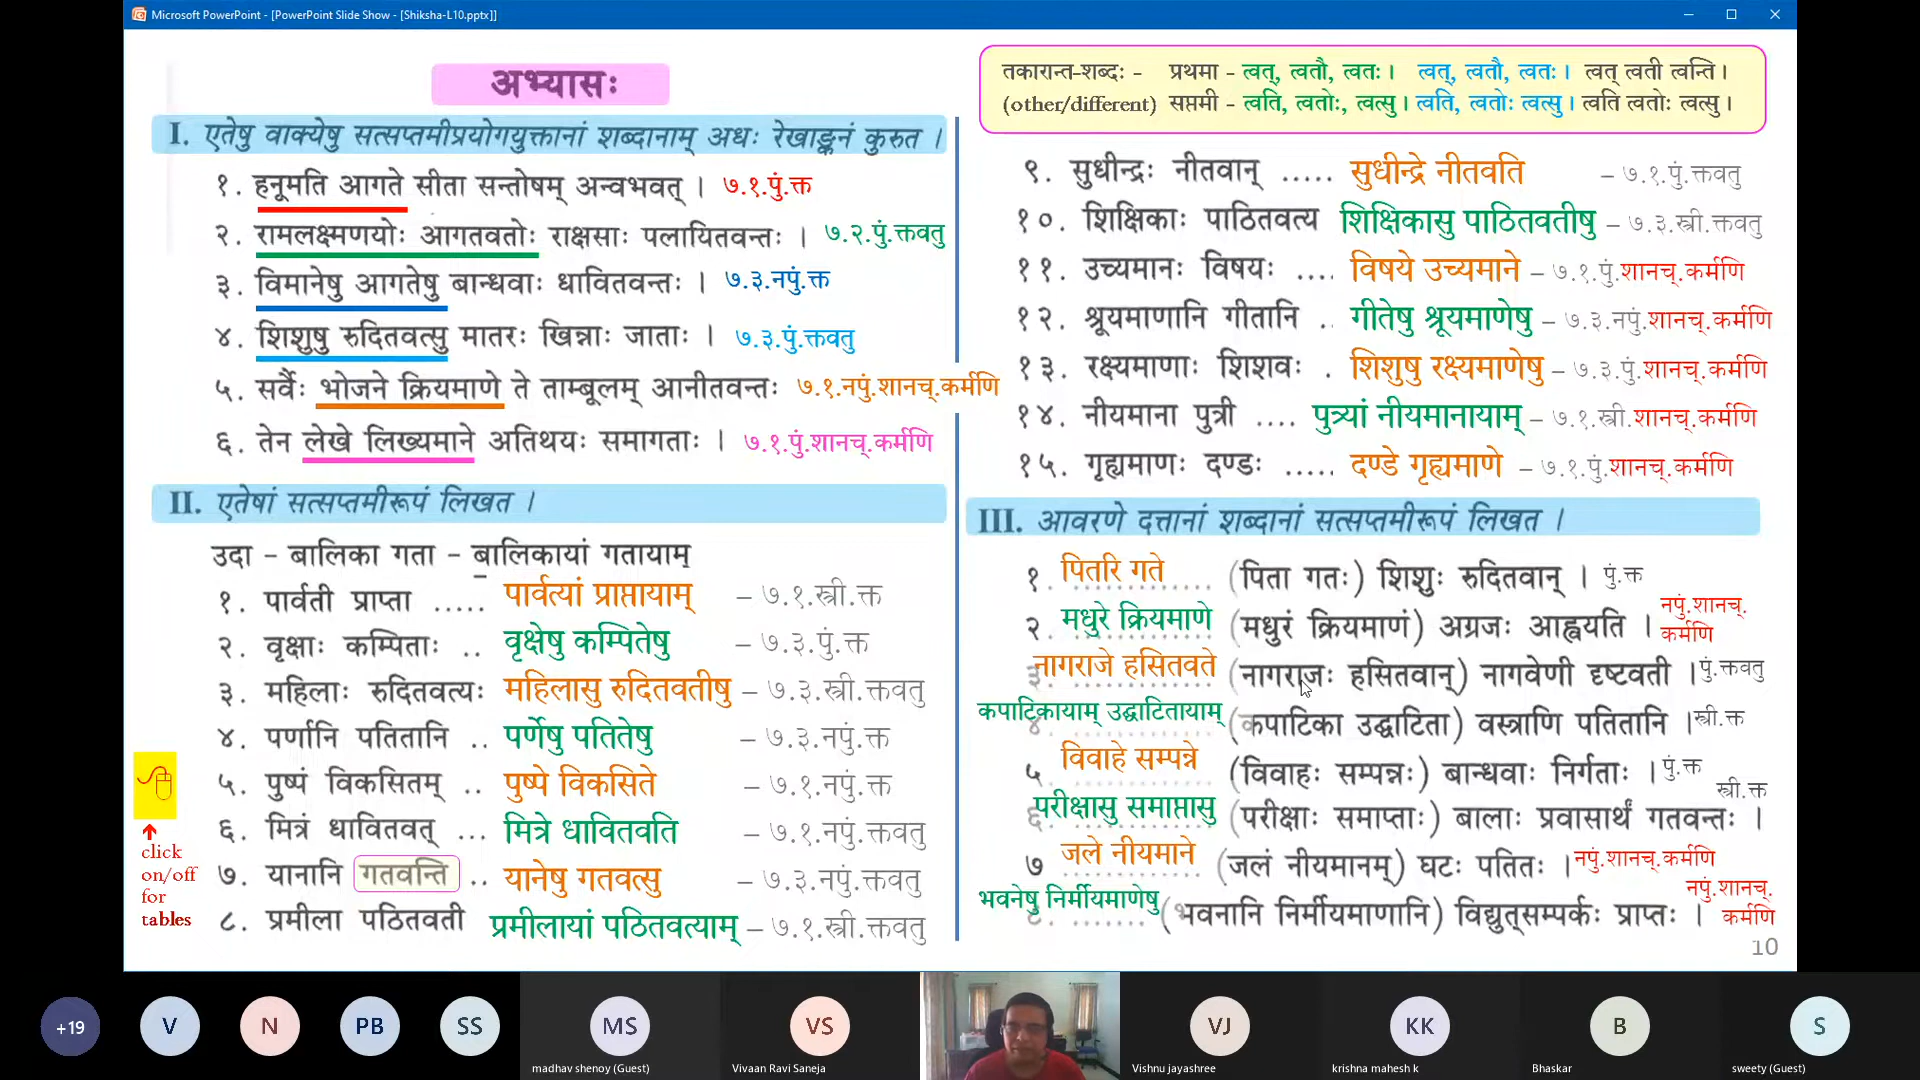 Microsoft PowerPoint - [PowerPoint Slide Show - [Shiksha-L10.pptx]]
अभ्यासः
I. एतेषु वाक्येषु सत्सप्तमीप्रयोगयुक्तानां शब्दानाम् अधः रेखाङ्कनं कुरुत ।
१. हनूमति आगते सीता सन्तोषम् अन्वभवत् । ७.१.पुं.क्त
२. रामलक्ष्मणयोः आगतवतोः राक्षसाः पलायितवन्तः । ७.२.पुं.क्तवतु
३. विमानेषु आगतेषु बान्धवाः धावितवन्तः । ७.३.नपुं.क्त
४. शिशुषु रुदितवत्सु मातरः खिन्नाः जाताः । ७.३.पुं.क्तवतु
५. सर्वैः भोजने क्रियमाणे ते ताम्बूलम् आनीतवन्तः ७.१.नपुं.शानच्.कर्मणि
६. तेन लेखे लिख्यमाने अतिथयः समागताः । ७.१.पुं.शानच्.कर्मणि
II. एतेषां सत्सप्तमीरूपं लिखत ।
उदा - बालिका गता - बालिकायां गतायाम्
१. पार्वती प्राप्ता ..... पार्वत्यां प्राप्तायाम् – ७.१.स्त्री.क्त
२. वृक्षाः कम्पिताः .. वृक्षेषु कम्पितेषु – ७.३.पुं.क्त
३. महिलाः रुदितवत्यः महिलासु रुदितवतीषु – ७.३.स्त्री.क्तवतु
४. पर्णानि पतितानि .. पर्णेषु पतितेषु – ७.३.नपुं.क्त
५. पुष्पं विकसितम् .. पुष्पे विकसिते – ७.१.नपुं.क्त
६. मित्रं धावितवत् ... मित्रे धावितवति – ७.१.नपुं.क्तवतु
७. यानानि गतवन्ति .. यानेषु गतवत्सु – ७.३.नपुं.क्तवतु
८. प्रमीला पठितवती प्रमीलायां पठितवत्याम् – ७.१.स्त्री.क्तवतु
click
on/off
for
tables
तकारान्त-शब्दः - प्रथमा - त्वत्, त्वतौ, त्वतः। त्वत्, त्वतौ, त्वतः। त्वत् त्वती त्वन्ति।
(other/different) सप्तमी - त्वति, त्वतोः, त्वत्सु। त्वति, त्वतोः त्वत्सु। त्वति त्वतोः त्वत्सु।
९. सुधीन्द्रः नीतवान् ..... सुधीन्द्रे नीतवति – ७.१.पुं.क्तवतु
१०. शिक्षिकाः पाठितवत्य शिक्षिकासु पाठितवतीषु – ७.३.स्त्री.क्तवतु
११. उच्यमानः विषयः .... विषये उच्यमाने – ७.१.पुं.शानच्.कर्मणि
१२. श्रूयमाणानि गीतानि .. गीतेषु श्रूयमाणेषु – ७.३.नपुं.शानच्.कर्मणि
१३. रक्ष्यमाणाः शिशवः . शिशुषु रक्ष्यमाणेषु – ७.३.पुं.शानच्.कर्मणि
१४. नीयमाना पुत्री .... पुत्र्यां नीयमानायाम् – ७.१.स्त्री.शानच्.कर्मणि
१५. गृह्यमाणः दण्डः ..... दण्डे गृह्यमाणे – ७.१.पुं.शानच्.कर्मणि
III. आवरणे दत्तानां शब्दानां सत्सप्तमीरूपं लिखत ।
१. पितरि गते (पिता गतः) शिशुः रुदितवान् । पुं.क्त
२. मधुरे क्रियमाणे (मधुरं क्रियमाणं) अग्रजः आह्वयति । नपुं.शानच्.कर्मणि
३ नागराजे हसितवते (नागराजः हसितवान्) नागवेणी दृष्टवती । पुं.क्तवतु
४ कपाटिकायाम् उद्घाटितायाम् (कपाटिका उद्घाटिता) वस्त्राणि पतितानि । स्त्री.क्त
५ विवाहे सम्पन्ने (विवाहः सम्पन्नः) बान्धवाः निर्गताः । पुं.क्त
६ परीक्षासु समाप्तासु (परीक्षाः समाप्ताः) बालाः प्रवासार्थं गतवन्तः । स्त्री.क्त
७ जले नीयमाने (जलं नीयमानम्) घटः पतितः । नपुं.शानच्.कर्मणि
८ भवनेषु निर्मीयमाणेषु (भवनानि निर्मीयमाणानि) विद्युत्सम्पर्कः प्राप्तः । नपुं.शानच्.कर्मणि
10
+19 V N PB SS MS VS VJ KK B S
madhav shenoy (Guest) Vivaan Ravi Saneja Vishnu jayashree krishna mahesh k Bhaskar sweety (Guest)